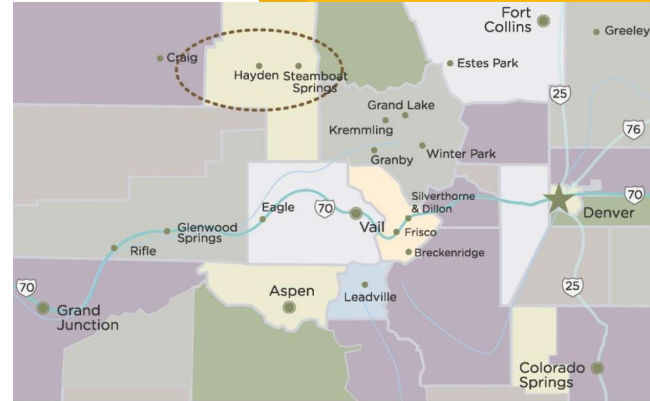 Fort
Collins
Greeley
Craig
Hayden
Steamboat
Springs
Estes Park
25
Grand Lake
Kremmling
76
Granby
Winter Park
Silverthorne
& Dillon
70
Denver
Eagle
70
Vail
Frisco
Glenwood
Springs
Rifle
Breckenridge
70
Grand
Junction
Aspen
Leadville
25
Colorado
Springs